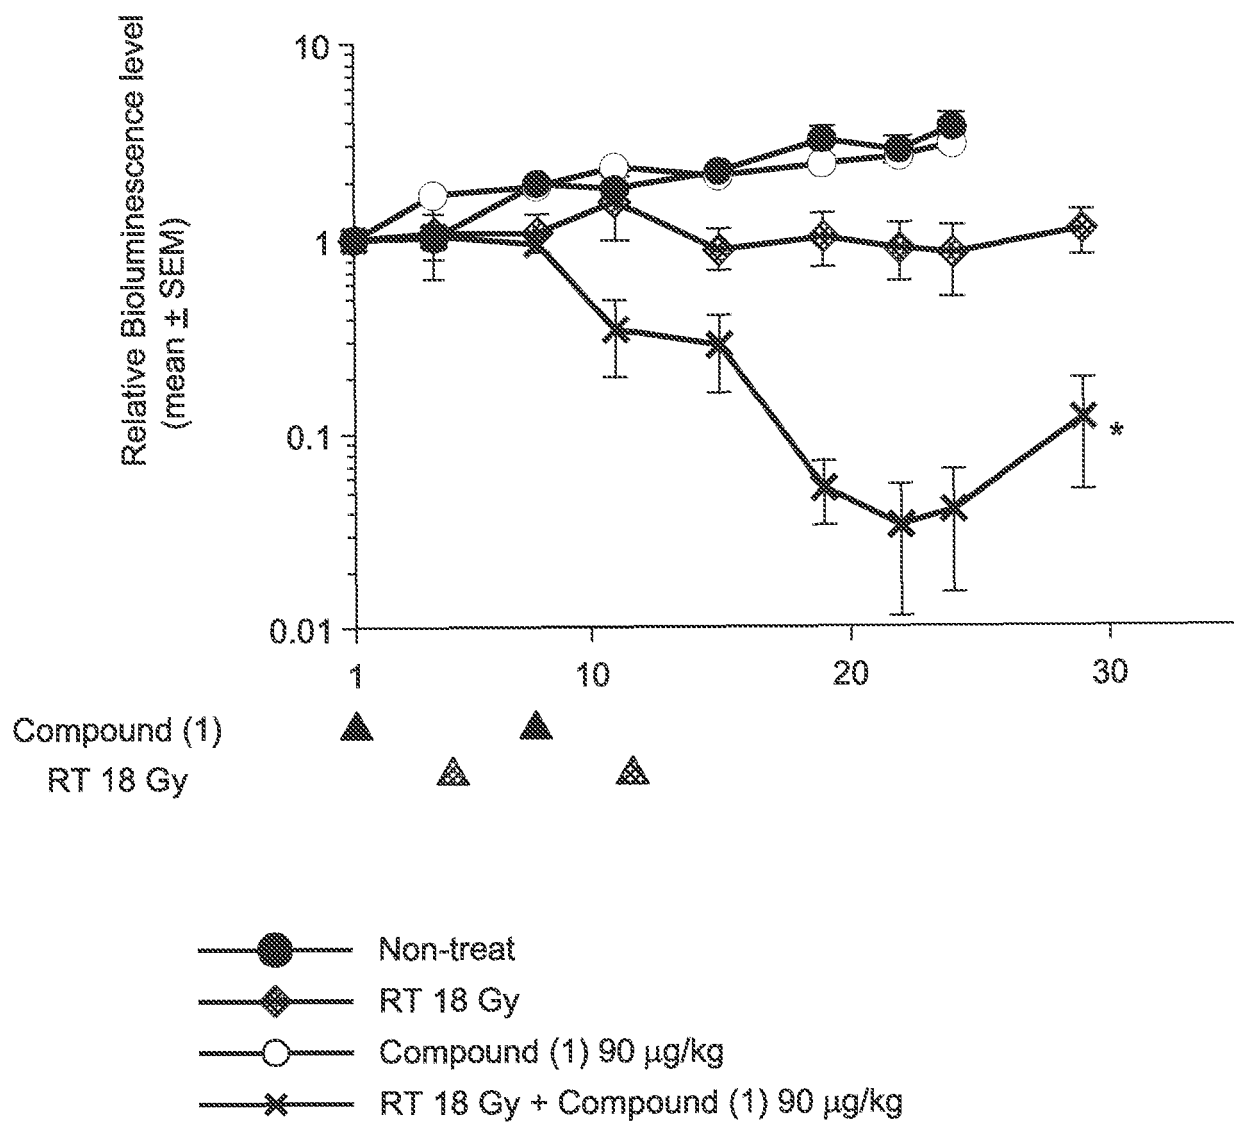 Relative Bioluminescence level
(mean ± SEM)
10
1
0.1
0.01
*
1 10 20 30
Compound (1)
RT 18 Gy
Non-treat
RT 18 Gy
Compound (1) 90 μg/kg
RT 18 Gy + Compound (1) 90 μg/kg